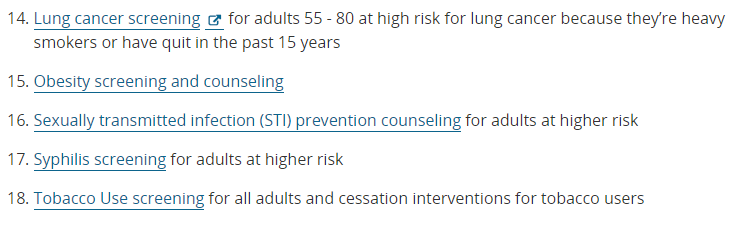 14. Lung cancer screening for adults 55 - 80 at high risk for lung cancer because they're heavy
smokers or have quit in the past 15 years
15. Obesity screening and counseling
16. Sexually transmitted infection (STI) prevention counseling for adults at higher risk
17. Syphilis screening for adults at higher risk
18. Tobacco Use screening for all adults and cessation interventions for tobacco users